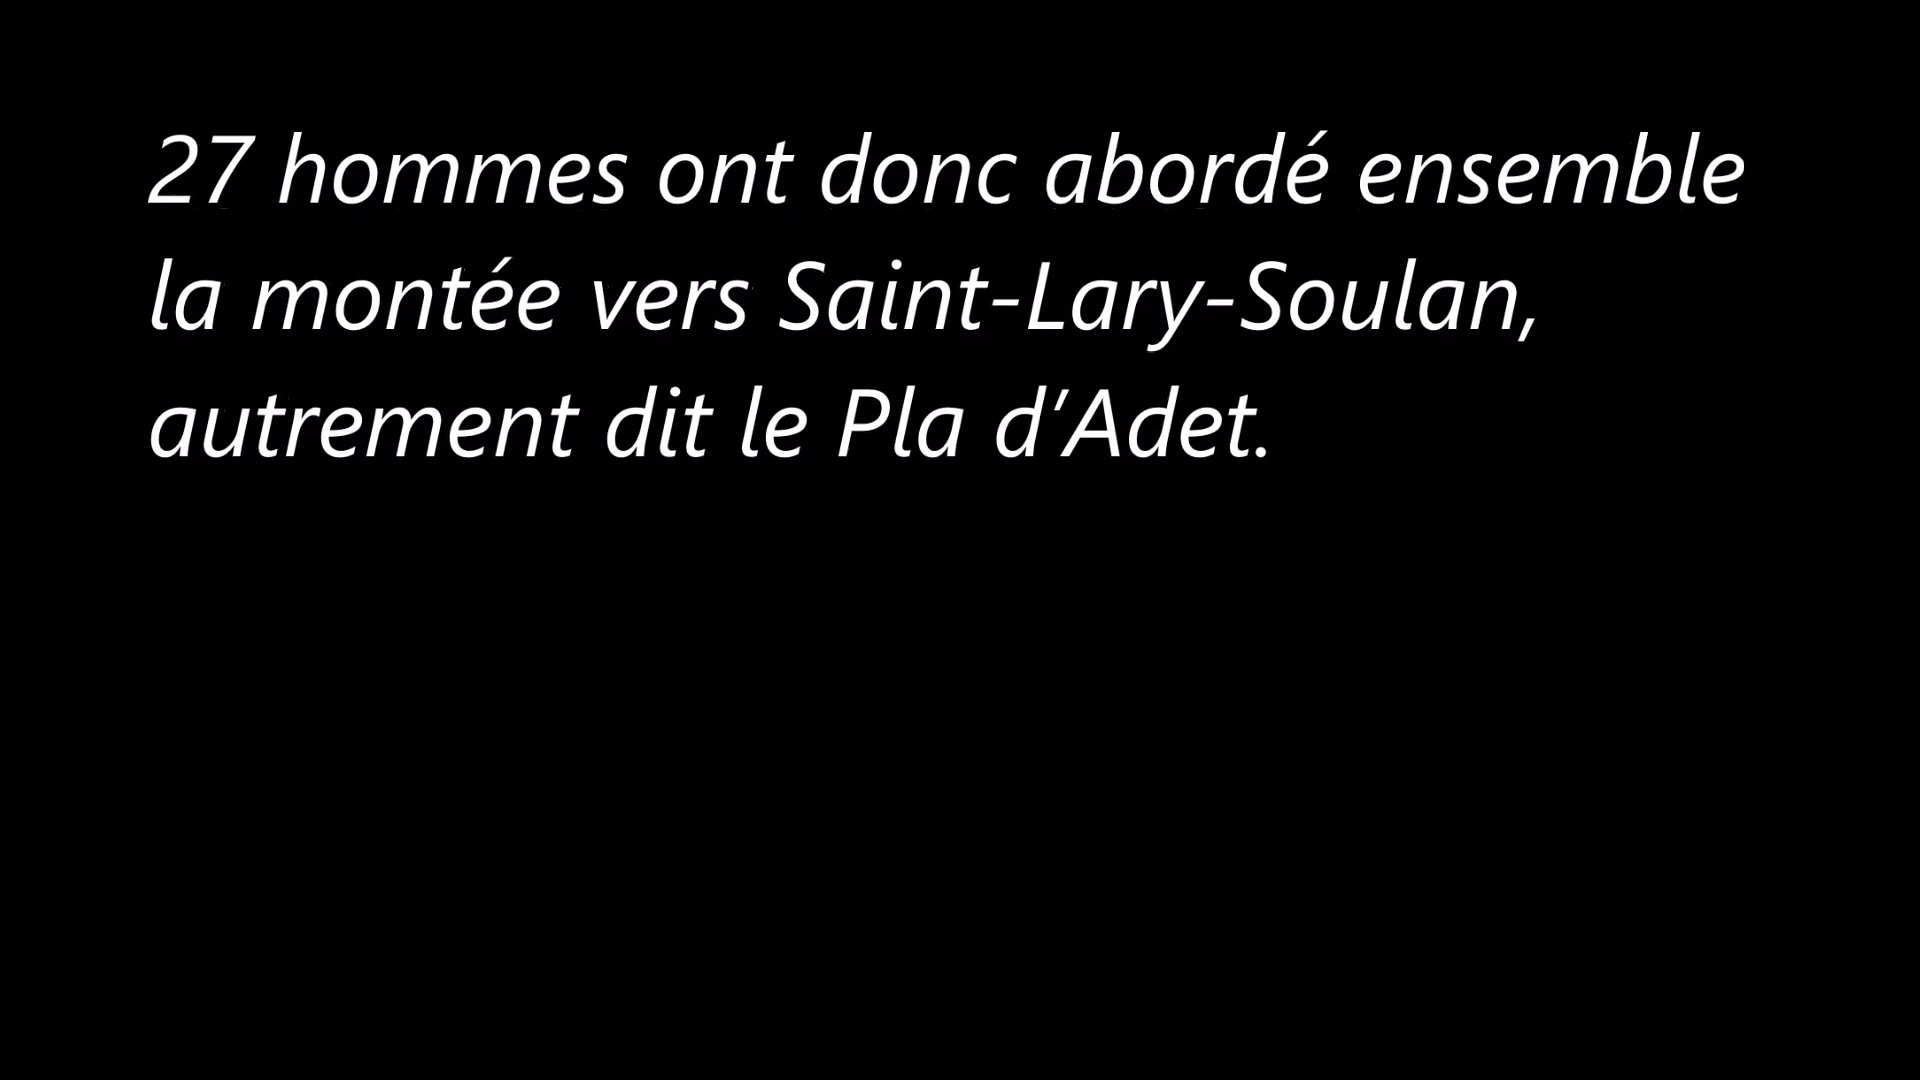 27 hommes ont donc abordé ensemble
la montée vers Saint-Lary-Soulan,
autrement dit le Pla d’Adet.